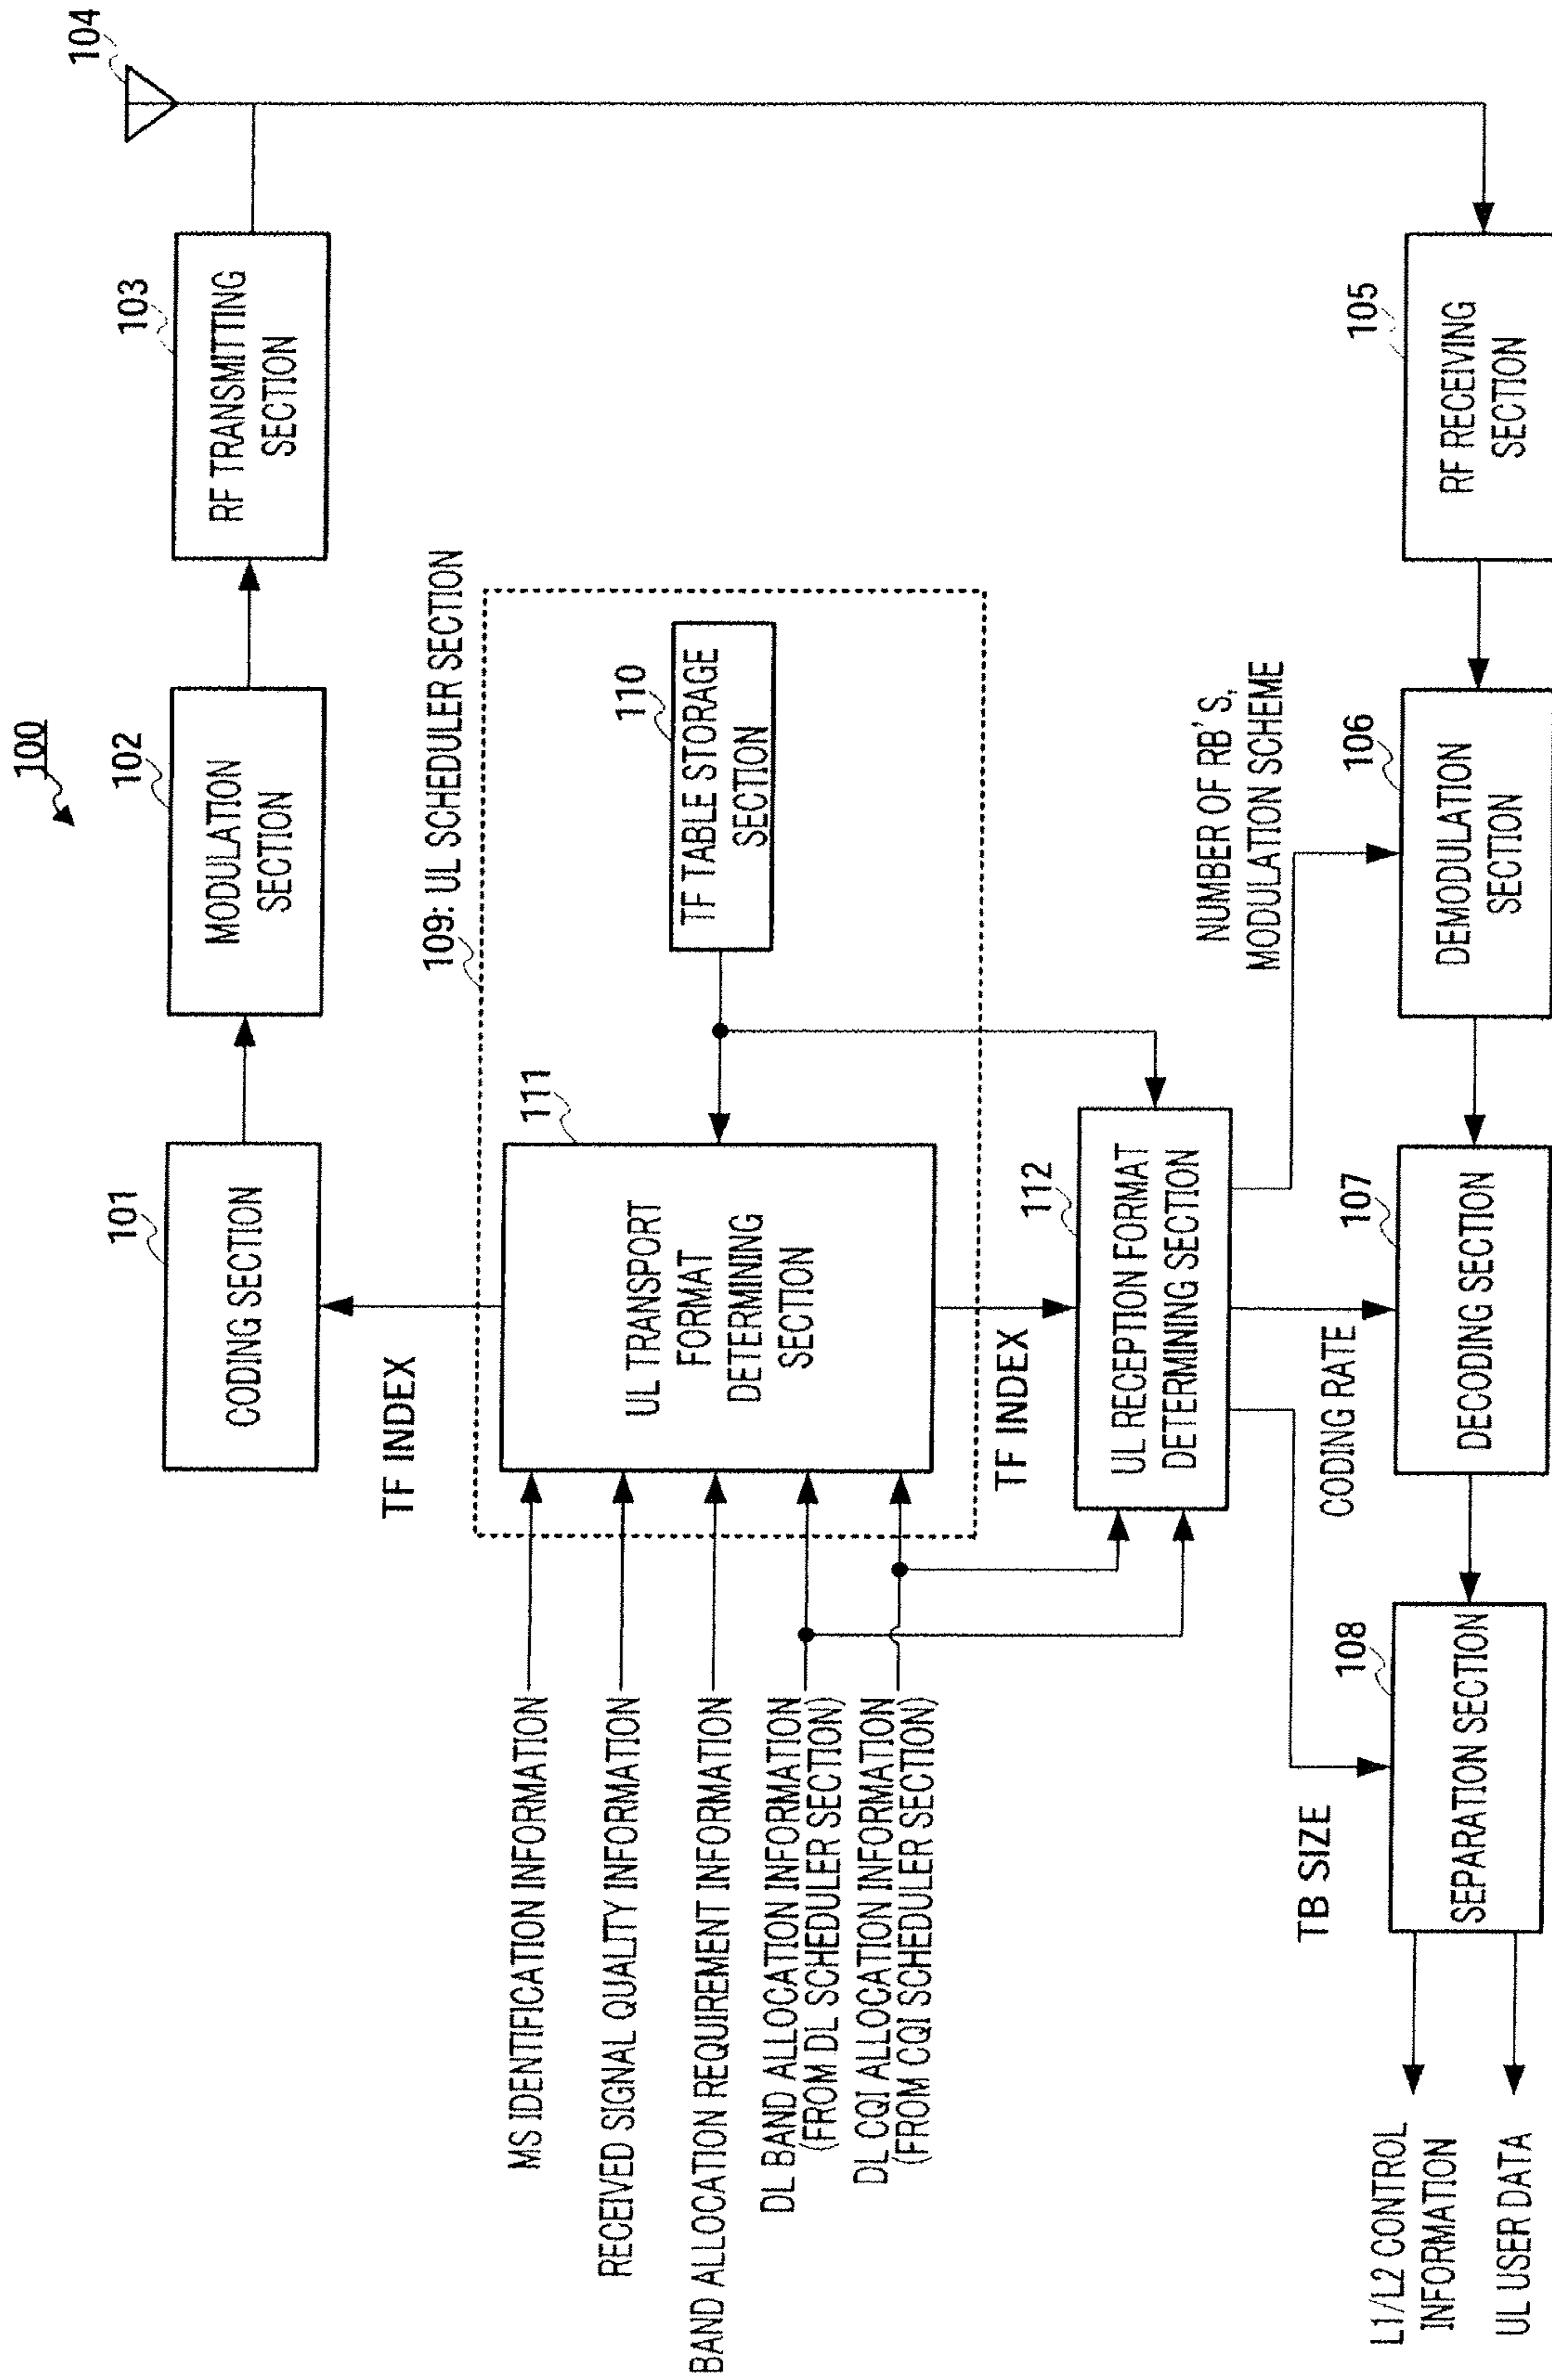 100
101
CODING SECTION
102
MODULATION
SECTION
103
RF TRANSMITTING
SECTION
104
TF INDEX
109: UL SCHEDULER SECTION
MS IDENTIFICATION INFORMATION
RECEIVED SIGNAL QUALITY INFORMATION
BAND ALLOCATION REQUIREMENT INFORMATION
DL BAND ALLOCATION INFORMATION
(FROM DL SCHEDULER SECTION)
DL CQI ALLOCATION INFORMATION
(FROM CQI SCHEDULER SECTION)
111
UL TRANSPORT
FORMAT
DETERMINING
SECTION
110
TF TABLE STORAGE
SECTION
TF INDEX
112
UL RECEPTION FORMAT
DETERMINING SECTION
NUMBER OF RB'S,
MODULATION SCHEME
TB SIZE
CODING RATE
L1/L2 CONTROL
INFORMATION
UL USER DATA
108
SEPARATION SECTION
107
DECODING SECTION
106
DEMODULATION
SECTION
105
RF RECEIVING
SECTION